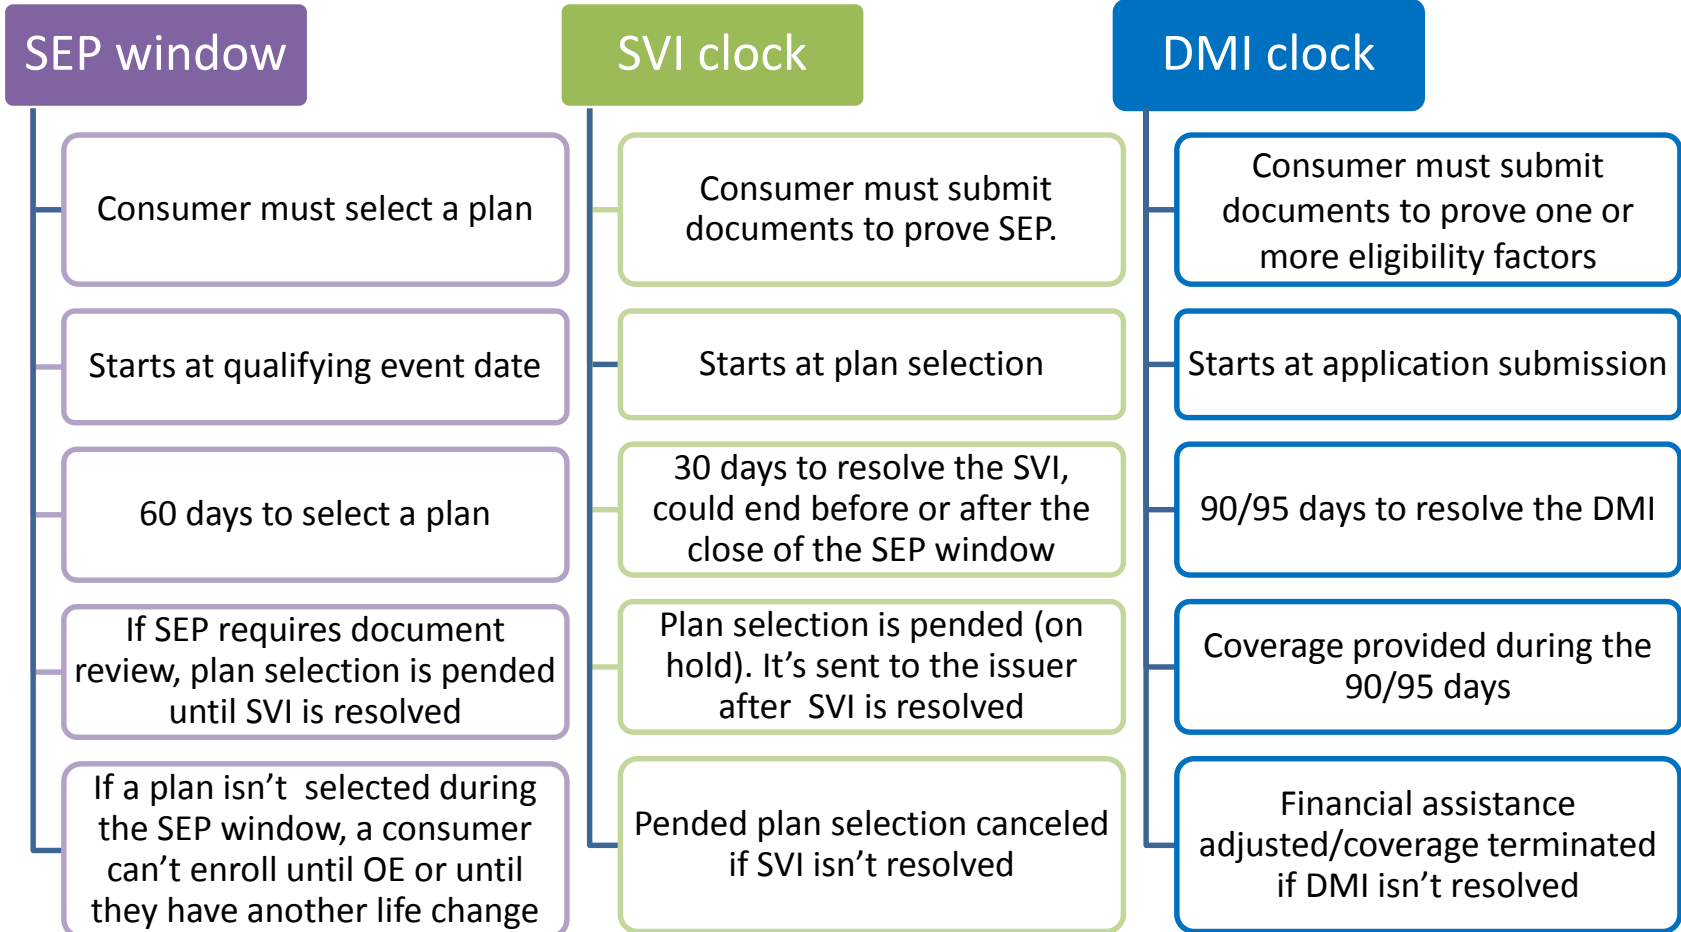 SEP window
Consumer must select a plan
Starts at qualifying event date
60 days to select a plan
If SEP requires document
review, plan selection is pended
until SVI is resolved
If a plan isn’t  selected during
the SEP window, a consumer
can’t enroll until OE or until
they have another life change
SVI clock
Consumer must submit
documents to prove SEP.
Starts at plan selection
30 days to resolve the SVI,
could end before or after the
close of the SEP window
Plan selection is pended (on
hold). It’s sent to the issuer
after  SVI is resolved
Pended plan selection canceled
if SVI isn’t resolved
DMI clock
Consumer must submit
documents to prove one or
more eligibility factors
Starts at application submission
90/95 days to resolve the DMI
Coverage provided during the
90/95 days
Financial assistance
adjusted/coverage terminated
if DMI isn’t resolved